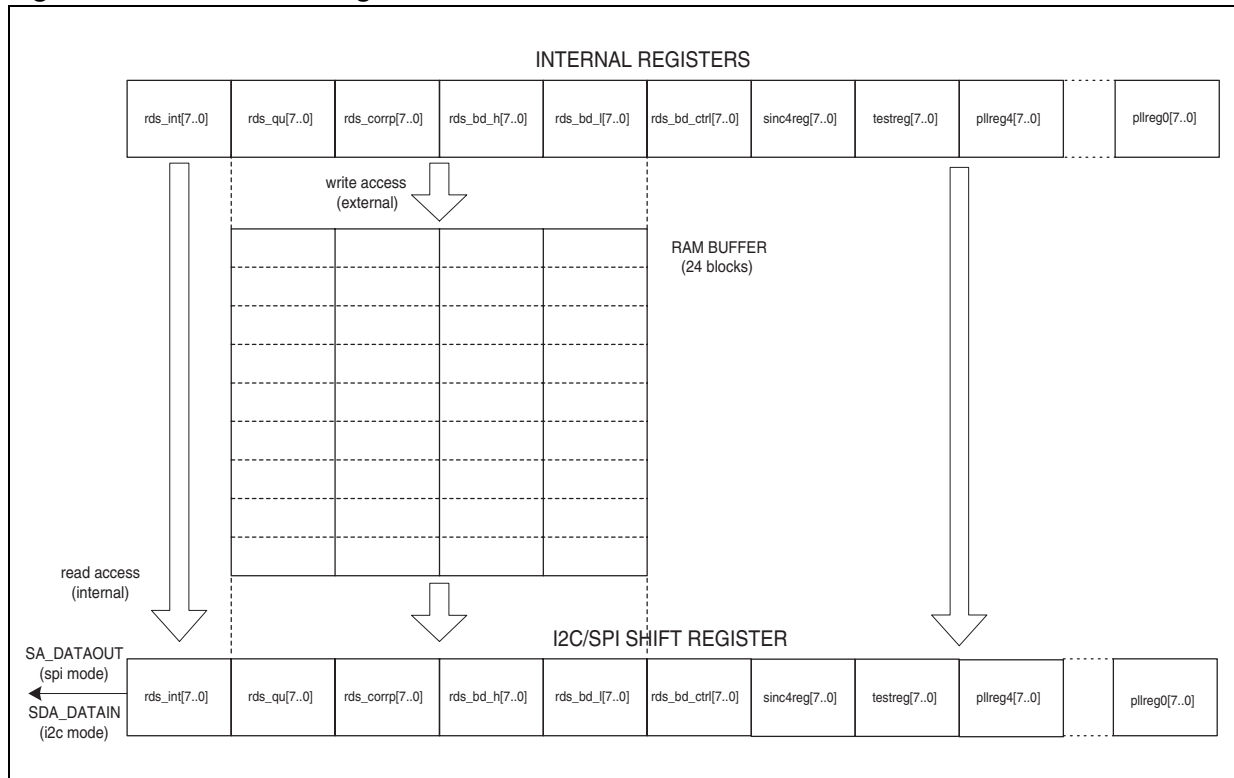 INTERNAL REGISTERS
rds_int[7..0] rds_qu[7..0] rds_corrp[7..0] rds_bd_h[7..0] rds_bd_l[7..0] rds_bd_ctrl[7..0] sinc4reg[7..0] testreg[7..0] pllreg4[7..0] pllreg0[7..0]
write access
(external)
RAM BUFFER
(24 blocks)
read access
(internal)
I2C/SPI SHIFT REGISTER
SA_DATAOUT
(spi mode)
SDA_DATAIN
(i2c mode)
rds_int[7..0] rds_qu[7..0] rds_corrp[7..0] rds_bd_h[7..0] rds_bd_l[7..0] rds_bd_ctrl[7..0] sinc4reg[7..0] testreg[7..0] pllreg4[7..0] pllreg0[7..0]